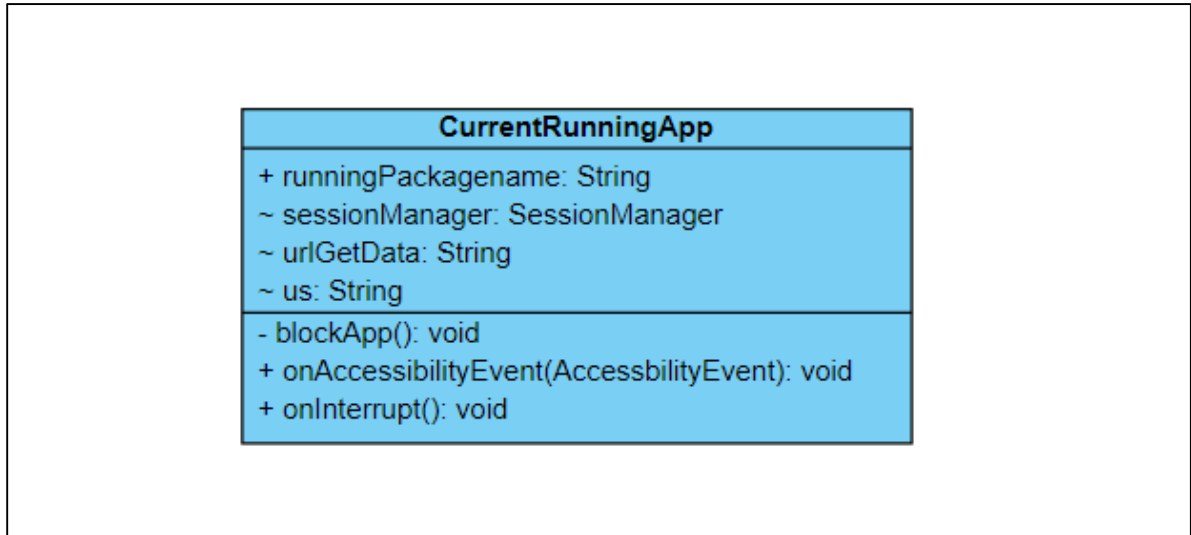 CurrentRunningApp
+ runningPackagename: String
~ sessionManager: SessionManager
~ urlGetData: String
~ us: String
- blockApp(): void
+ onAccessibilityEvent(AccessbilityEvent): void
+ onInterrupt(): void